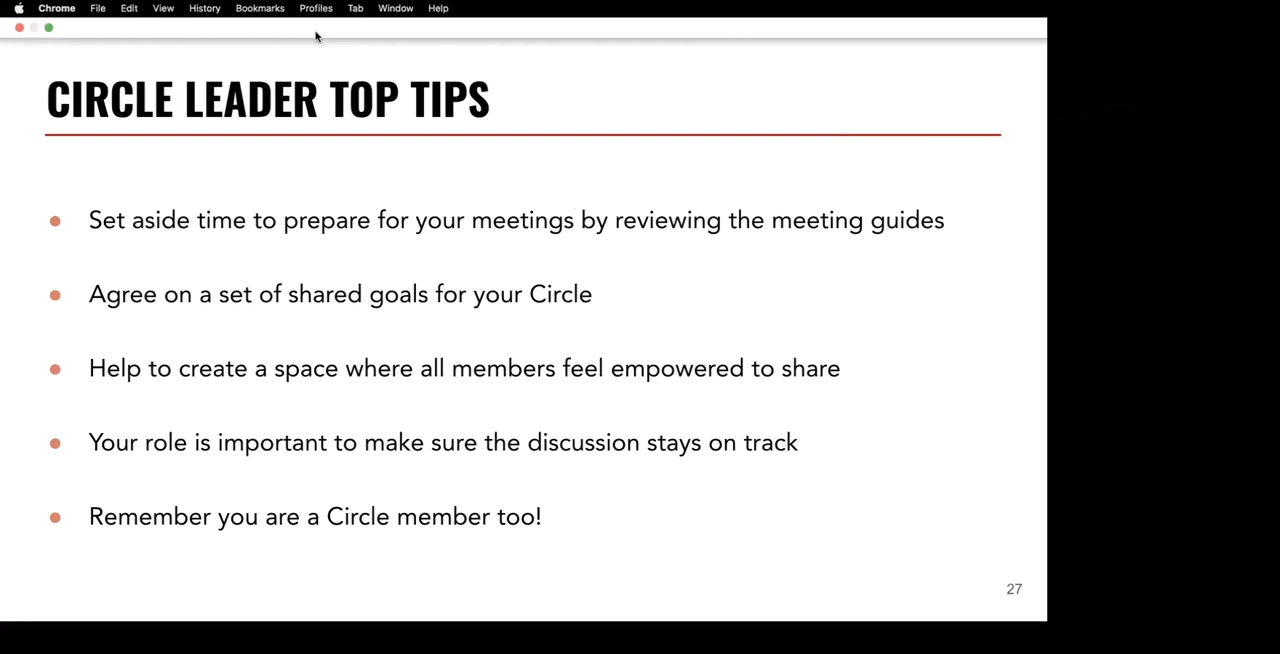 Chrome File Edit View History Bookmarks Profiles Tab Window Help
CIRCLE LEADER TOP TIPS
Set aside time to prepare for your meetings by reviewing the meeting guides
Agree on a set of shared goals for your Circle
Help to create a space where all members feel empowered to share
Your role is important to make sure the discussion stays on track
Remember you are a Circle member too!
27